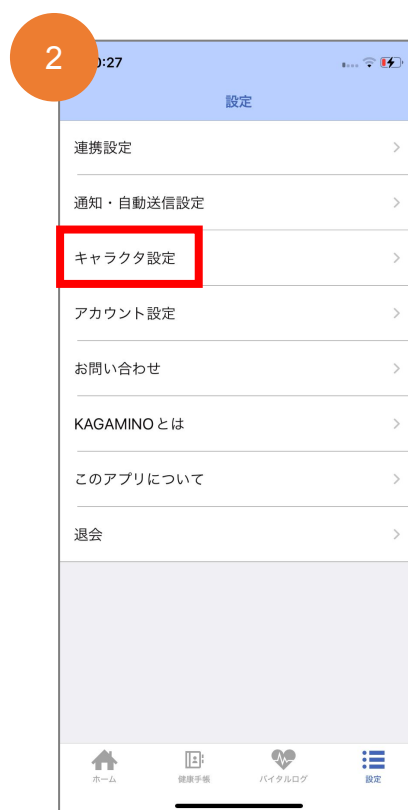 2
:27
設定
連携設定
通知・自動送信設定
キャラクタ設定
アカウント設定
お問い合わせ
KAGAMINOとは
このアプリについて
退会
ホーム
健康手帳
バイタルログ
設定